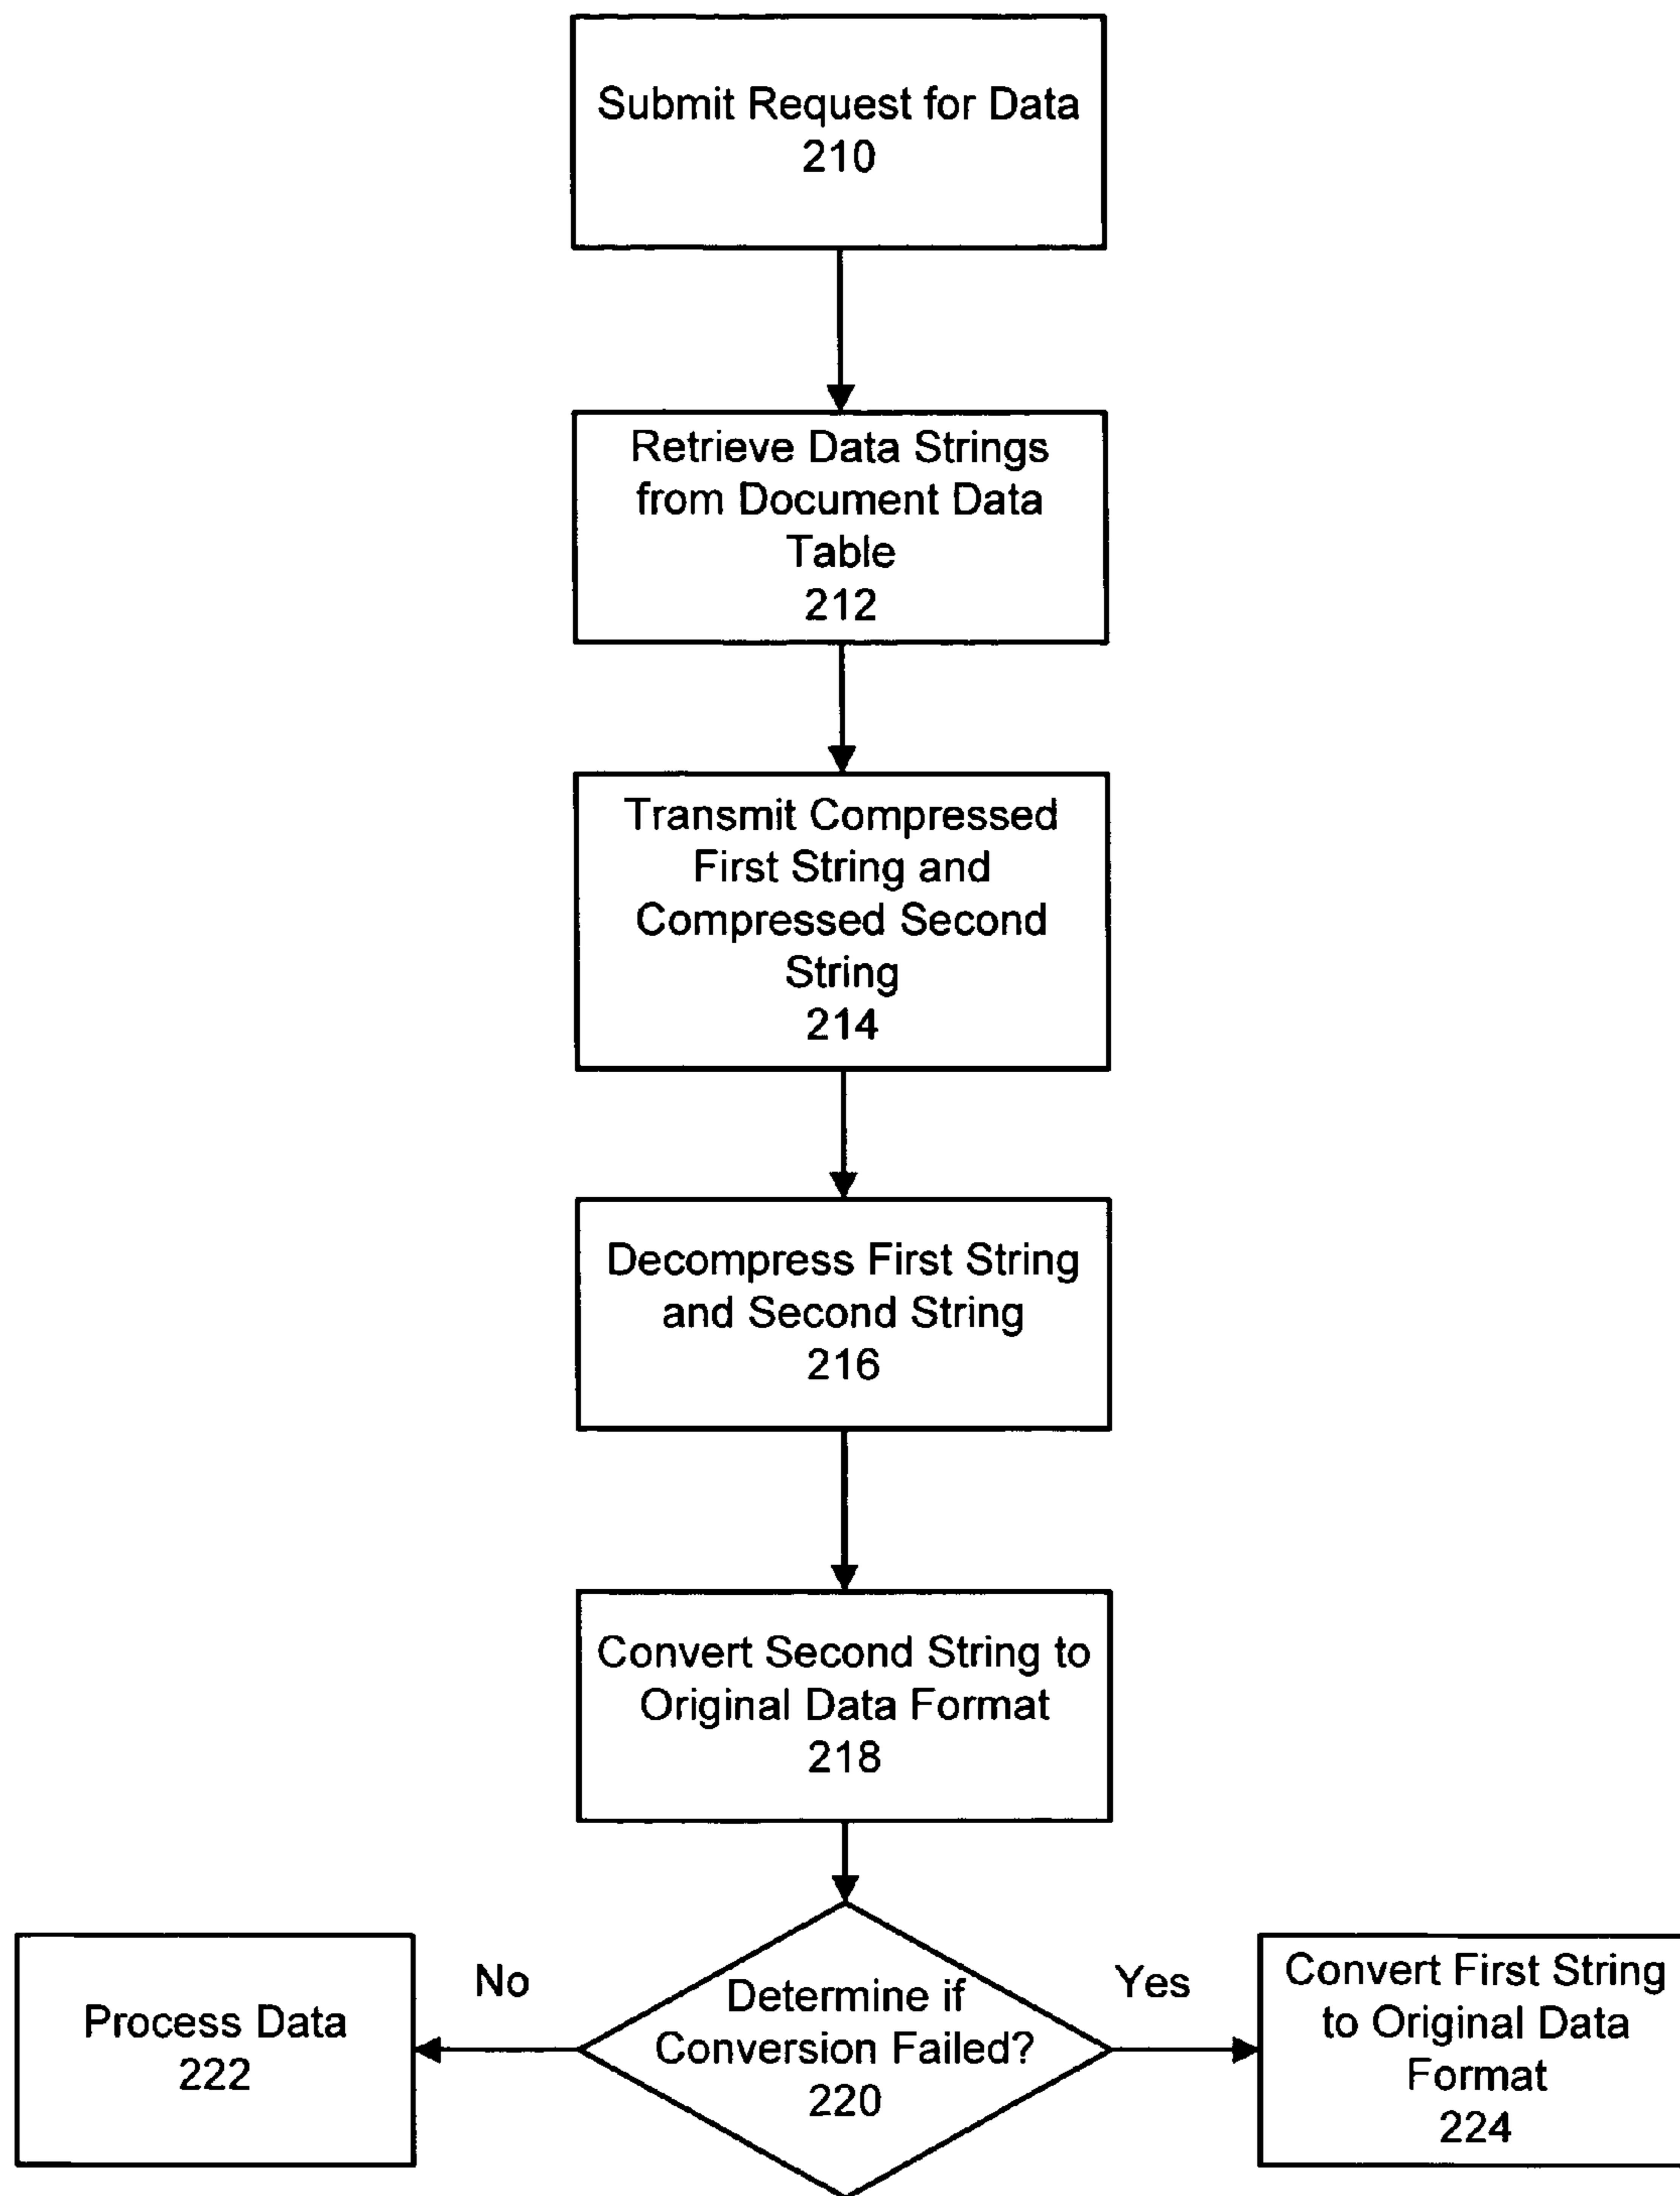 Submit Request for Data
210
Retrieve Data Strings
from Document Data
Table
212
Transmit Compressed
First String and
Compressed Second
String
214
Decompress First String
and Second String
216
Convert Second String to
Original Data Format
218
No
Yes
Process Data
222
Determine if
Conversion Failed?
220
Convert First String
to Original Data
Format
224